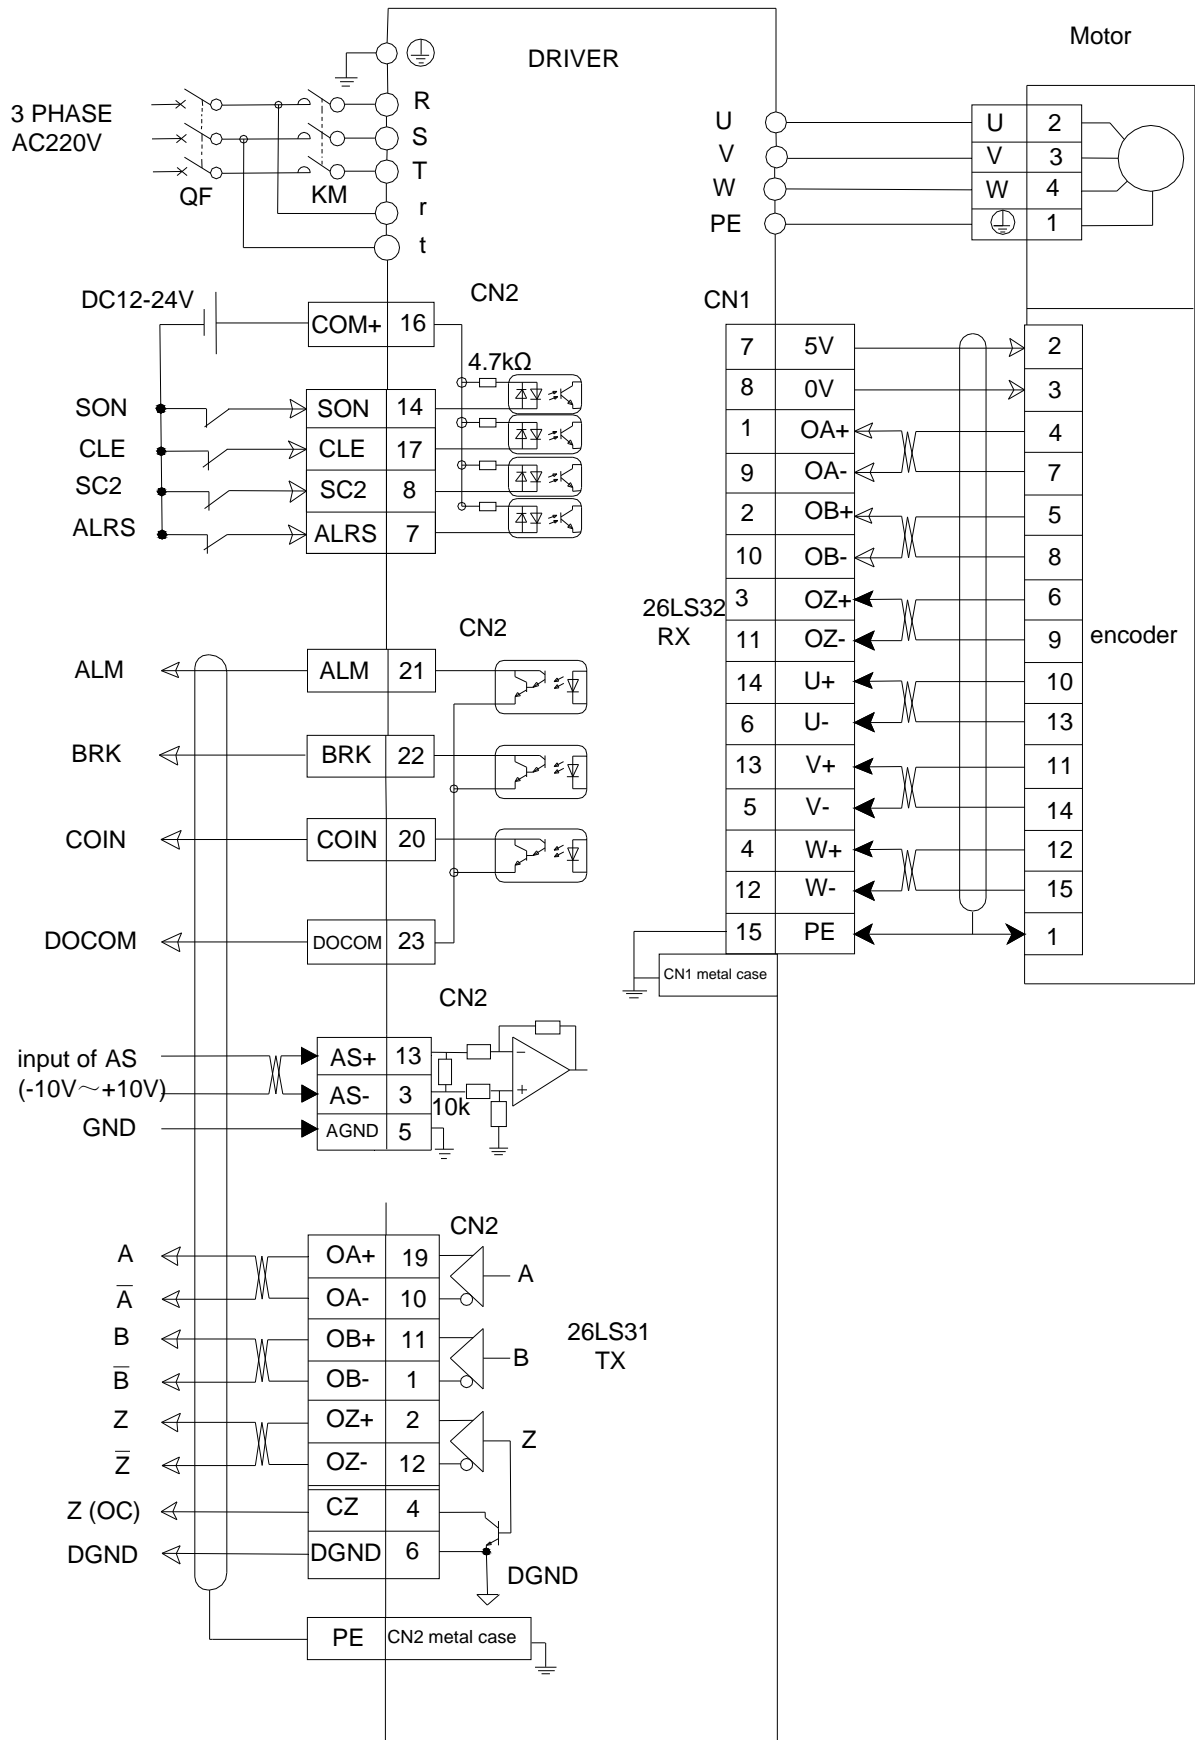 DRIVER
Motor
3 PHASE
AC220V
QF
KM
R
S
T
r
t
U
V
W
PE
U 2
V 3
W 4
1
DC12-24V
CN2
COM+ 16
4.7kΩ
SON
SON 14
CLE
CLE 17
SC2
SC2 8
ALRS
ALRS 7
CN2
ALM
ALM 21
BRK
BRK 22
COIN
COIN 20
DOCOM
DOCOM 23
CN2
input of AS
(-10V～+10V)
GND
AS+ 13
AS- 3
AGND 5
10k
−
+
CN2
A
OA+ 19
A̅
OA- 10
A
B
OB+ 11
B̅
OB- 1
B
26LS31
TX
Z
OZ+ 2
Z̅
OZ- 12
Z
Z (OC)
CZ 4
DGND
DGND 6
DGND
PE
CN2 metal case
CN1
7 5V 2
8 0V 3
1 OA+ 4
9 OA- 7
2 OB+ 5
10 OB- 8
3 OZ+ 6
11 OZ- 9
14 U+ 10
6 U- 13
13 V+ 11
5 V- 14
4 W+ 12
12 W- 15
15 PE 1
26LS32
RX
encoder
CN1 metal case